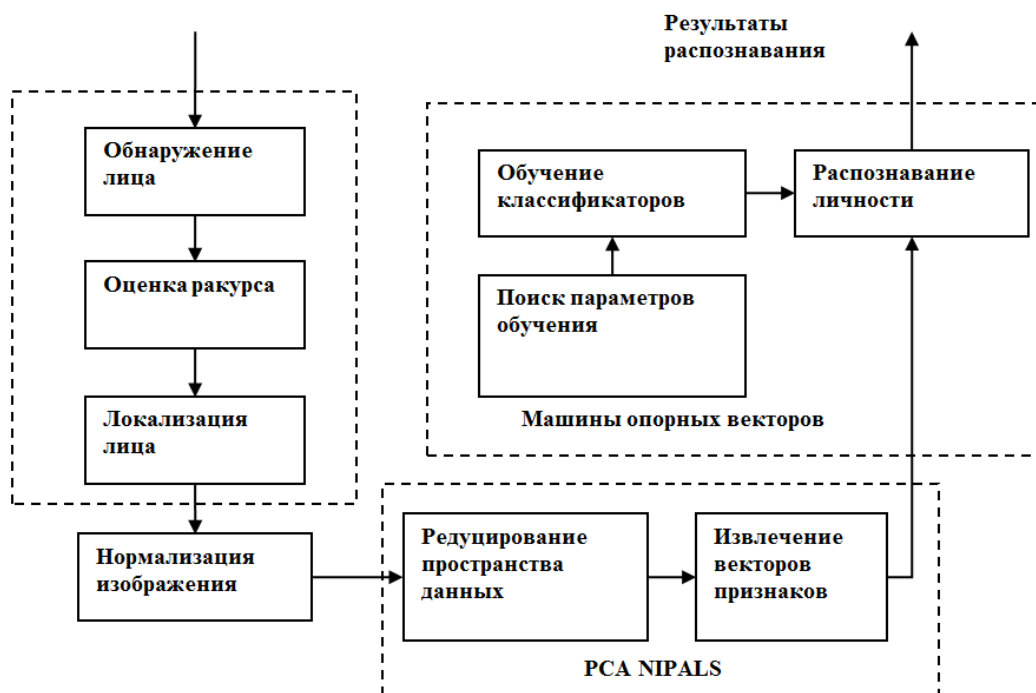 Результаты
распознавания
Обнаружение
лица
Оценка ракурса
Локализация
лица
Нормализация
изображения
Обучение
классификаторов
Распознавание
личности
Поиск параметров
обучения
Машины опорных векторов
Редуцирование
пространства
данных
Извлечение
векторов
признаков
PCA NIPALS